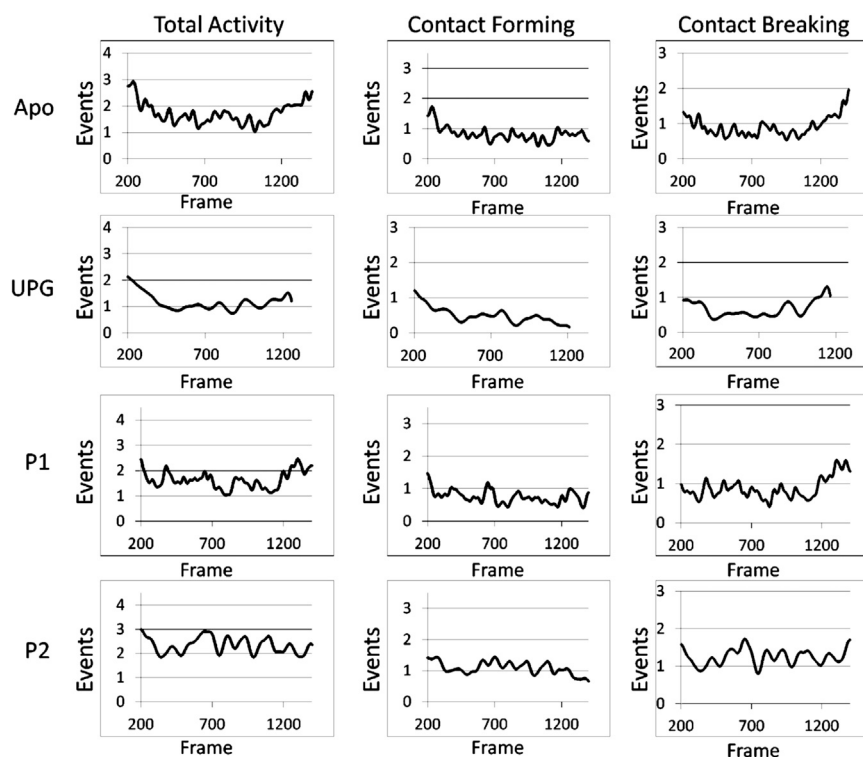 Total Activity Contact Forming Contact Breaking
Apo
Events 4 3 2 1 0 200 700 1200 Frame
Events 3 2 1 0 200 700 1200 Frame
Events 3 2 1 0 200 700 1200 Frame
UPG
Events 4 3 2 1 0 200 700 1200 Frame
Events 3 2 1 0 200 700 1200 Frame
Events 3 2 1 0 200 700 1200 Frame
P1
Events 4 3 2 1 0 200 700 1200 Frame
Events 3 2 1 0 200 700 1200 Frame
Events 3 2 1 0 200 700 1200 Frame
P2
Events 4 3 2 1 0 200 700 1200 Frame
Events 3 2 1 0 200 700 1200 Frame
Events 3 2 1 0 200 700 1200 Frame